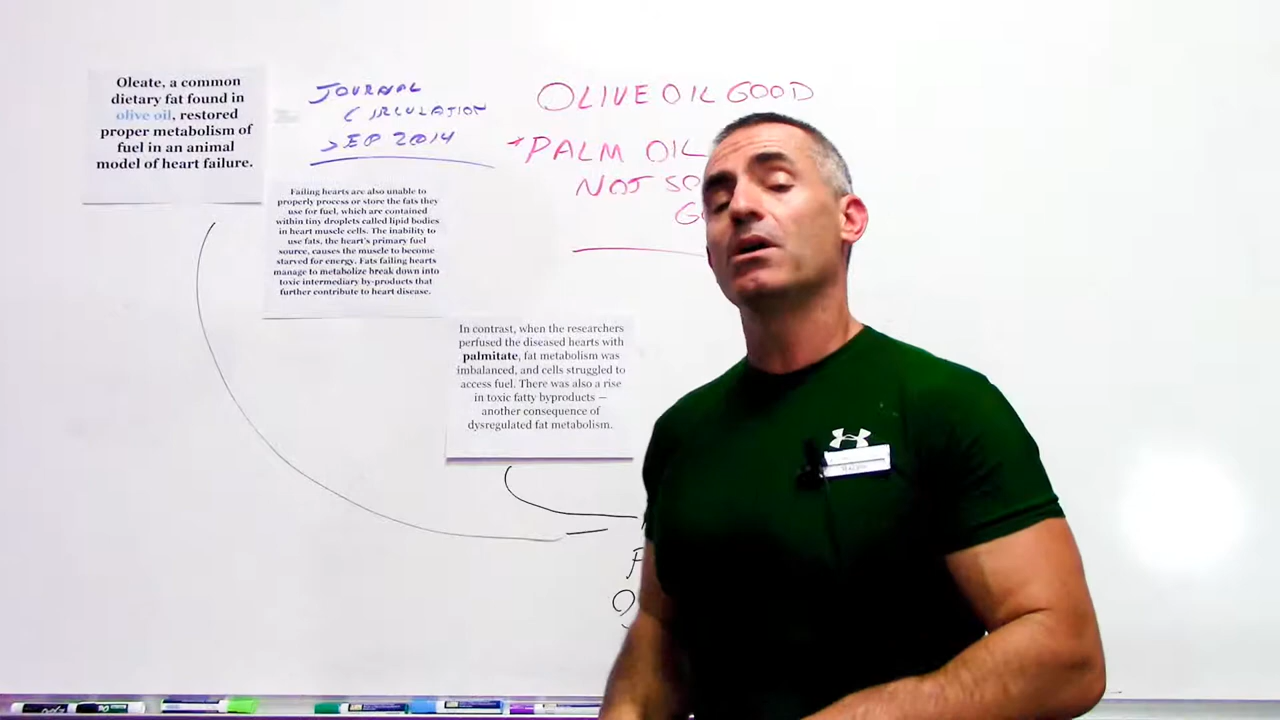 Oleate, a common
dietary fat found in
olive oil, restored
proper metabolism of
fuel in an animal
model of heart failure.
JOURNAL
CIRCULATION
SEP 2014
OLIVE OIL GOOD
*PALM OIL
NOT SO
G
Failing hearts are also unable to
properly process or store the fats they
use for fuel, which are contained
within tiny droplets called lipid bodies
in heart muscle cells. The inability to
use fats, the heart's primary fuel
source, causes the muscle to become
starved for energy. Fats failing hearts
manage to metabolize break down into
toxic intermediary by-products that
further contribute to heart disease.
In contrast, when the researchers
perfused the diseased hearts with
palmitate, fat metabolism was
imbalanced, and cells struggled to
access fuel. There was also a rise
in toxic fatty byproducts —
another consequence of
dysregulated fat metabolism.